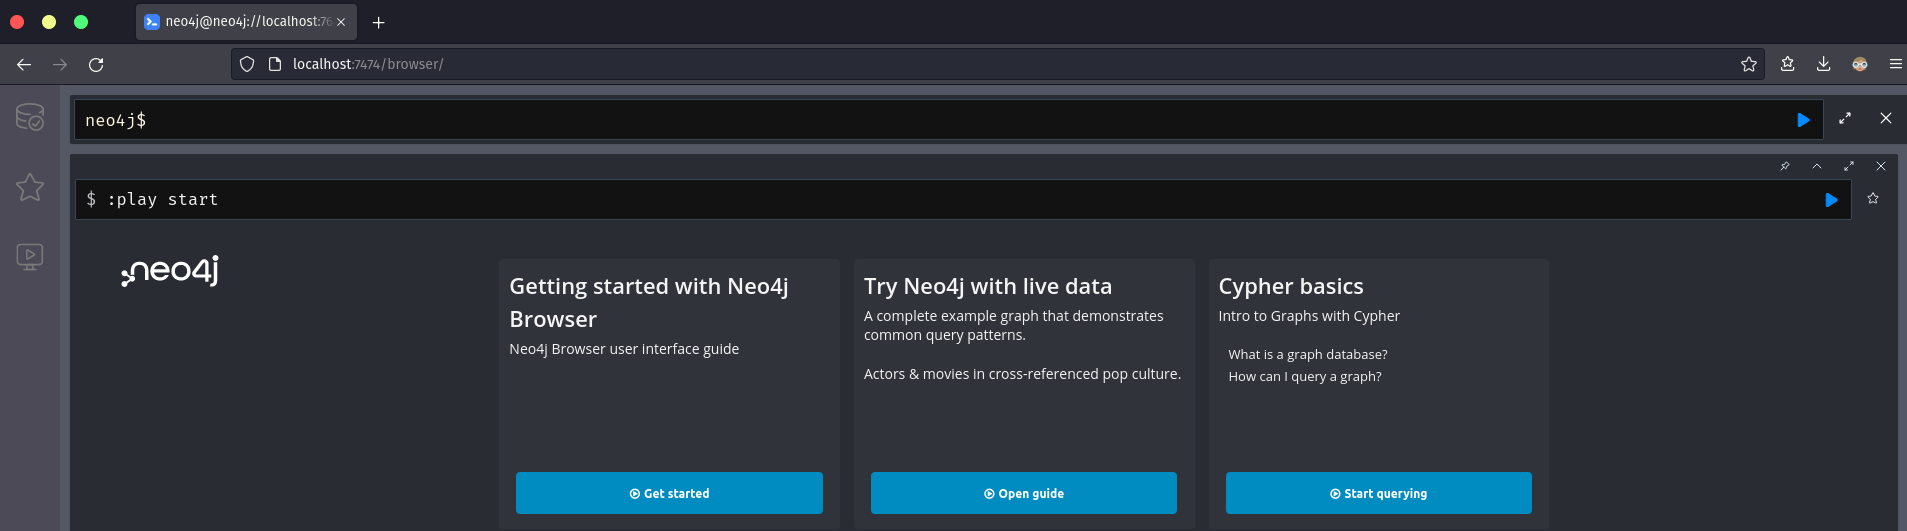 neo4j@neo4j://localhost:76
localhost:7474/browser/
neo4j$
$ :play start
neo4j
Getting started with Neo4j
Browser
Neo4j Browser user interface guide
Get started
Try Neo4j with live data
A complete example graph that demonstrates
common query patterns.
Actors & movies in cross-referenced pop culture.
Open guide
Cypher basics
Intro to Graphs with Cypher
What is a graph database?
How can I query a graph?
Start querying